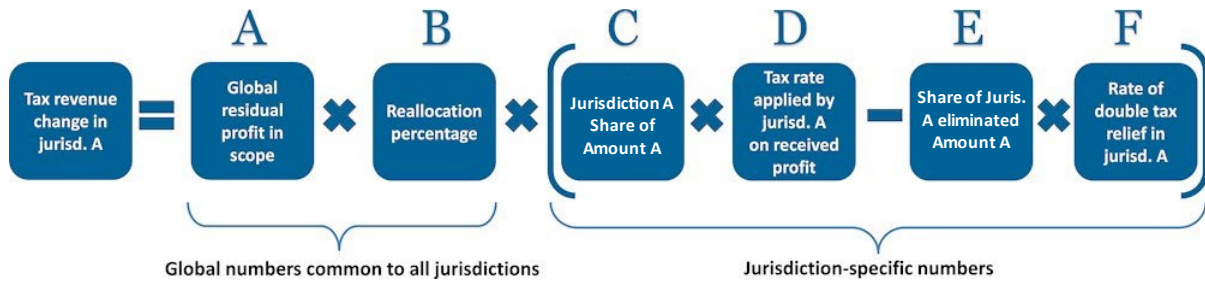 A B C D E F
Tax revenue
change in
jurisd. A
=
Global
residual
profit in
scope
×
Reallocation
percentage
×
(
Jurisdiction A
Share of
Amount A
×
Tax rate
applied by
jurisd. A
on received
profit
–
Share of Juris.
A eliminated
Amount A
×
Rate of
double tax
relief in
jurisd. A
)
Global numbers common to all jurisdictions
Jurisdiction-specific numbers